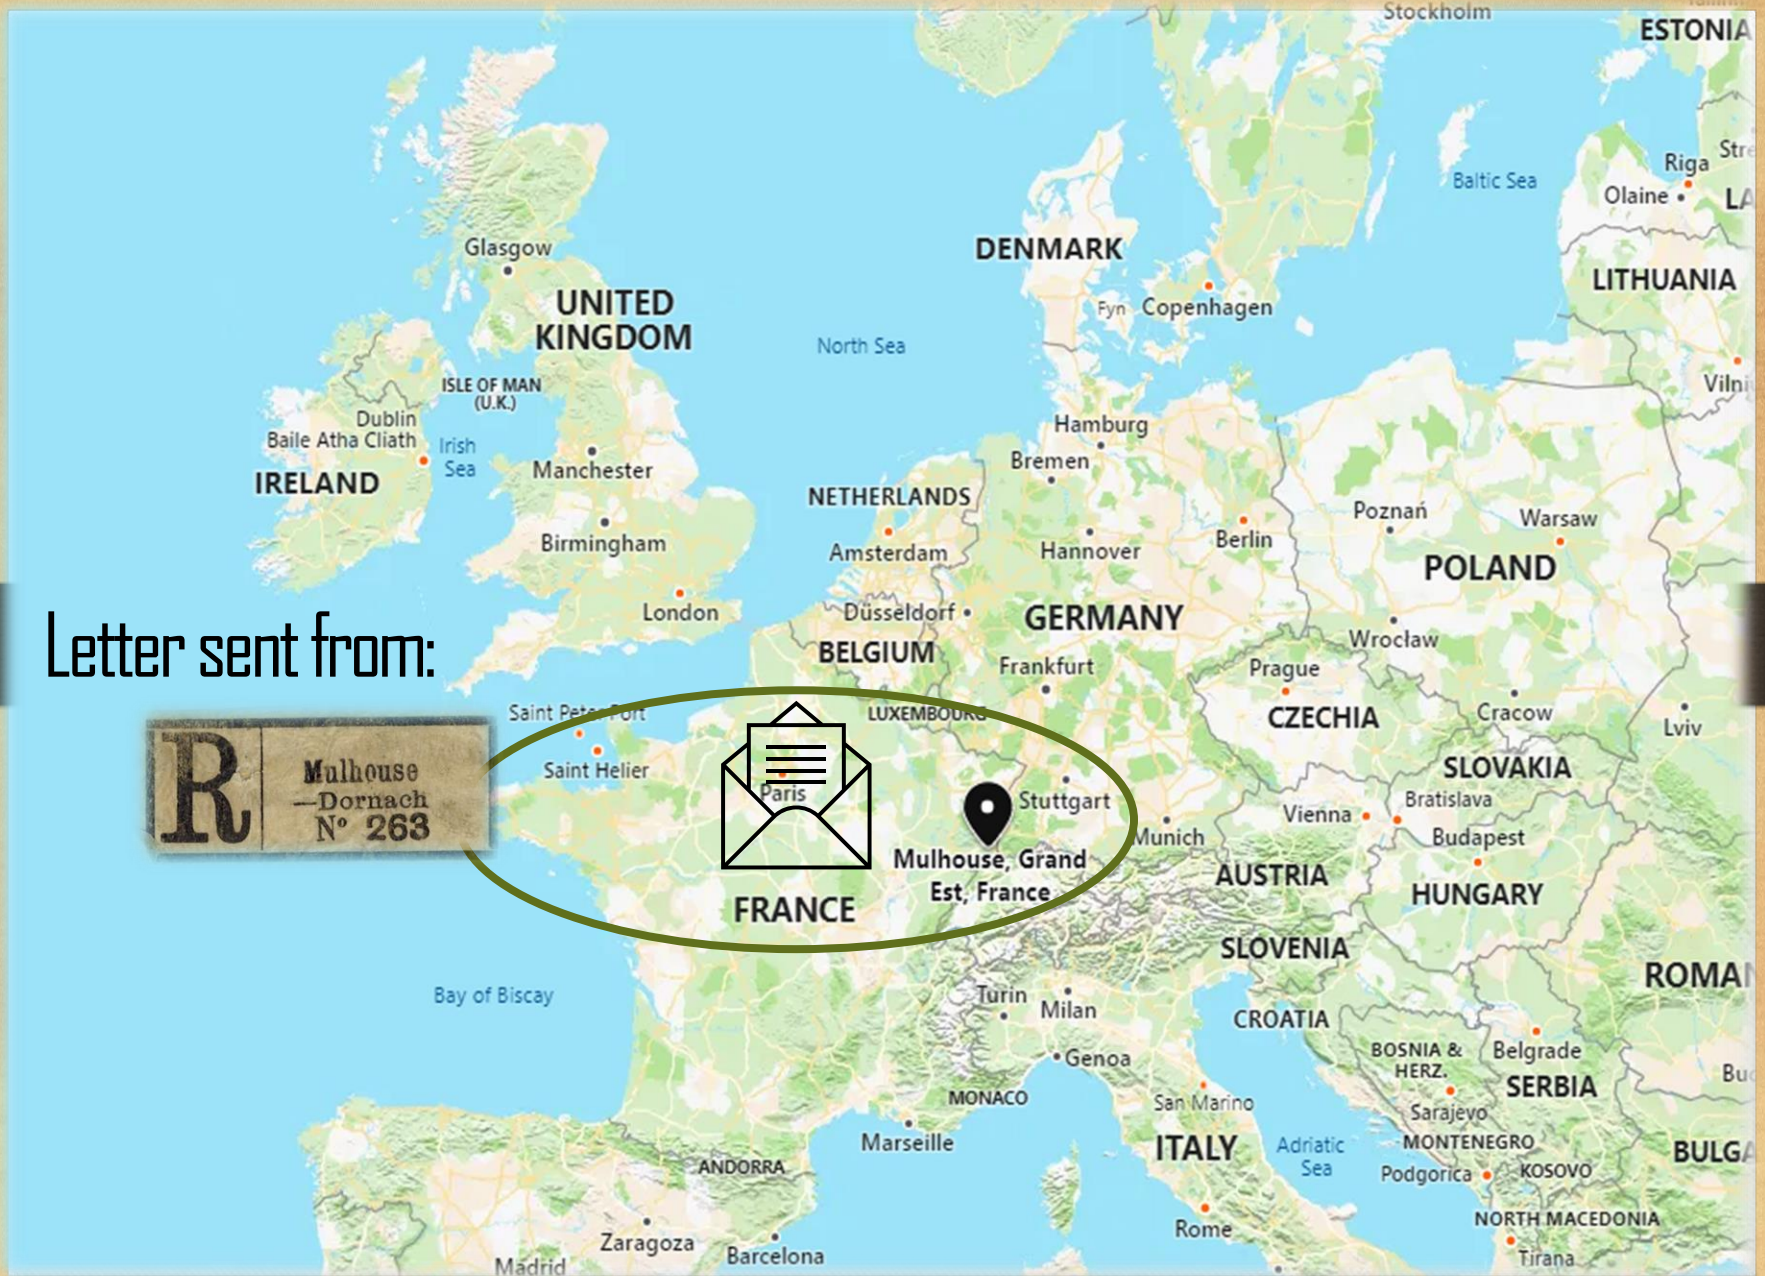 Stockholm
ESTONIA
Riga
Olaine
Baltic Sea
Glasgow
DENMARK
LITHUANIA
UNITED
KINGDOM
Fyn
Copenhagen
North Sea
ISLE OF MAN
(U.K.)
Dublin
Baile Atha Cliath
Irish
Sea
IRELAND
Manchester
Hamburg
Bremen
NETHERLANDS
Birmingham
Amsterdam
Hannover
Berlin
Poznań
Warsaw
POLAND
London
Düsseldorf
GERMANY
Wrocław
Letter sent from:
BELGIUM
Frankfurt
Prague
CZECHIA
Cracow
Lviv
Saint Peter Port
LUXEMBOURG
Saint Helier
R
Mulhouse
—Dornach
Nº 263
Paris
Stuttgart
SLOVAKIA
Vienna
Bratislava
Munich
Budapest
Mulhouse, Grand
Est, France
AUSTRIA
HUNGARY
FRANCE
SLOVENIA
Bay of Biscay
Turin
Milan
CROATIA
ROMAN
Genoa
BOSNIA &
HERZ.
Belgrade
SERBIA
MONACO
San Marino
Sarajevo
Marseille
ITALY
Adriatic
Sea
MONTENEGRO
BULGA
ANDORRA
Podgorica
KOSOVO
Rome
NORTH MACEDONIA
Zaragoza
Barcelona
Madrid
Tirana